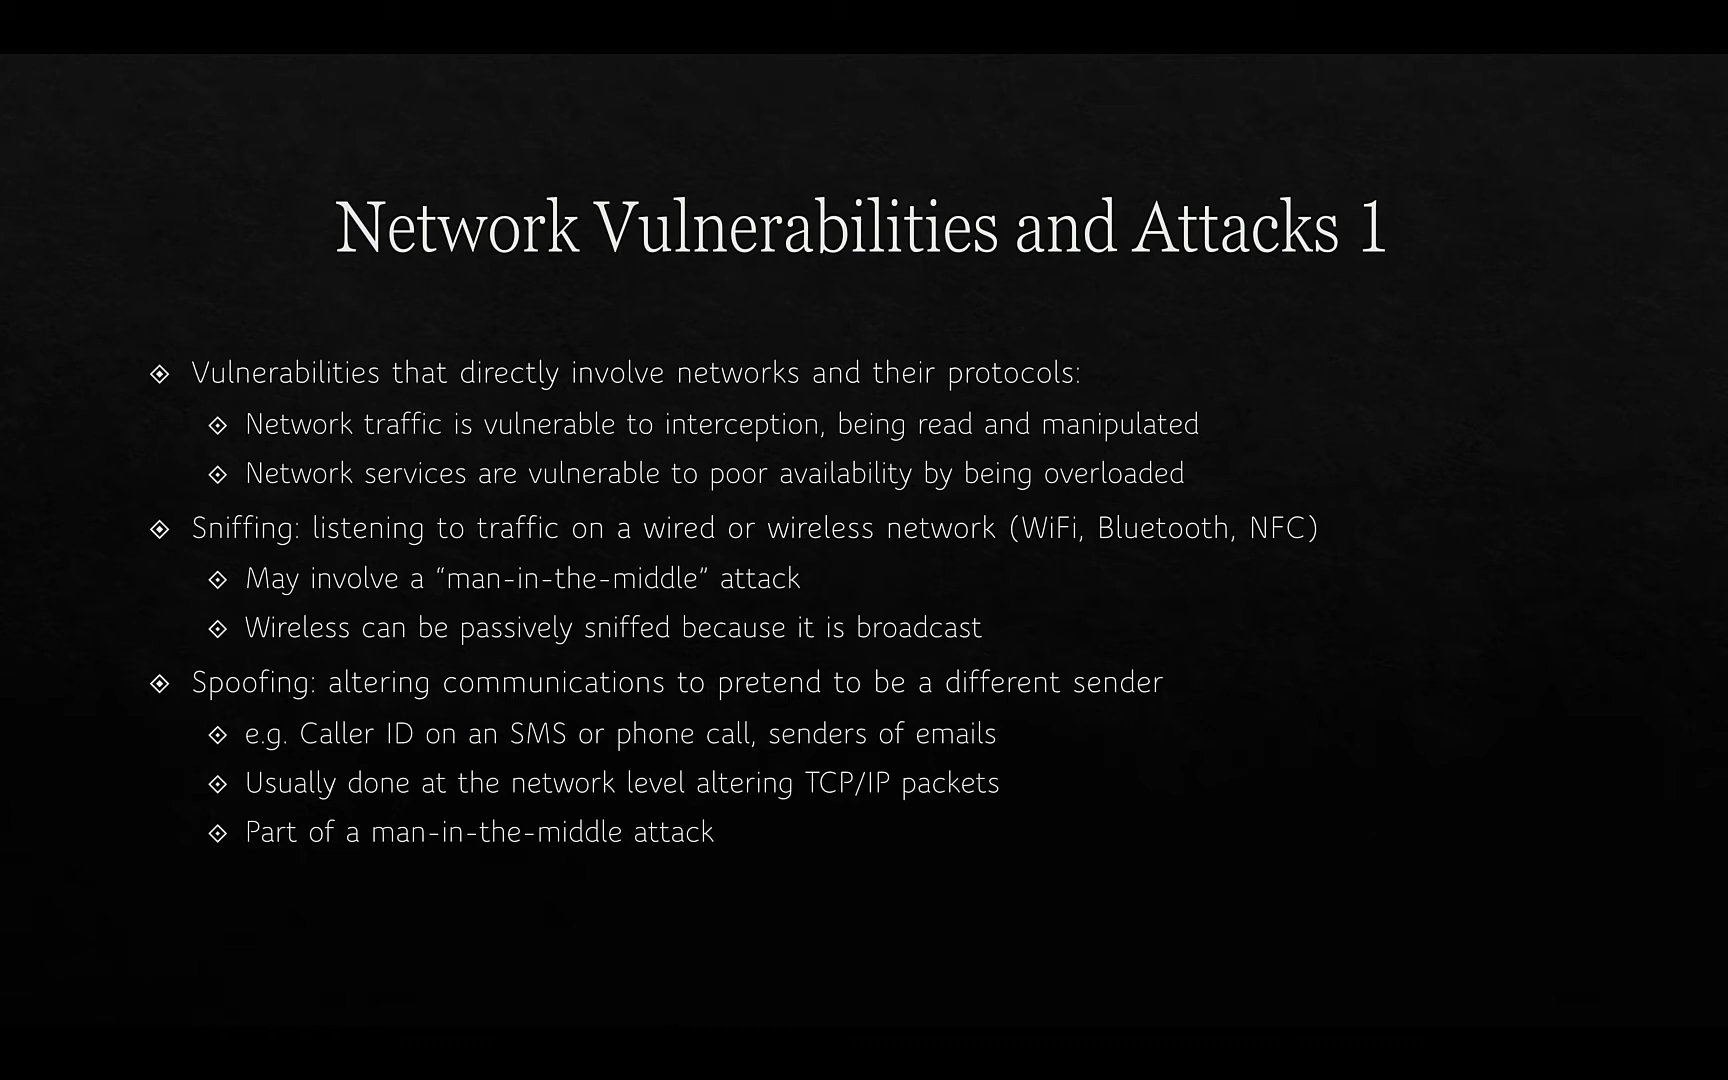 Network Vulnerabilities and Attacks 1
Vulnerabilities that directly involve networks and their protocols:
Network traffic is vulnerable to interception, being read and manipulated
Network services are vulnerable to poor availability by being overloaded
Sniffing: listening to traffic on a wired or wireless network (WiFi, Bluetooth, NFC)
May involve a “man-in-the-middle” attack
Wireless can be passively sniffed because it is broadcast
Spoofing: altering communications to pretend to be a different sender
e.g. Caller ID on an SMS or phone call, senders of emails
Usually done at the network level altering TCP/IP packets
Part of a man-in-the-middle attack